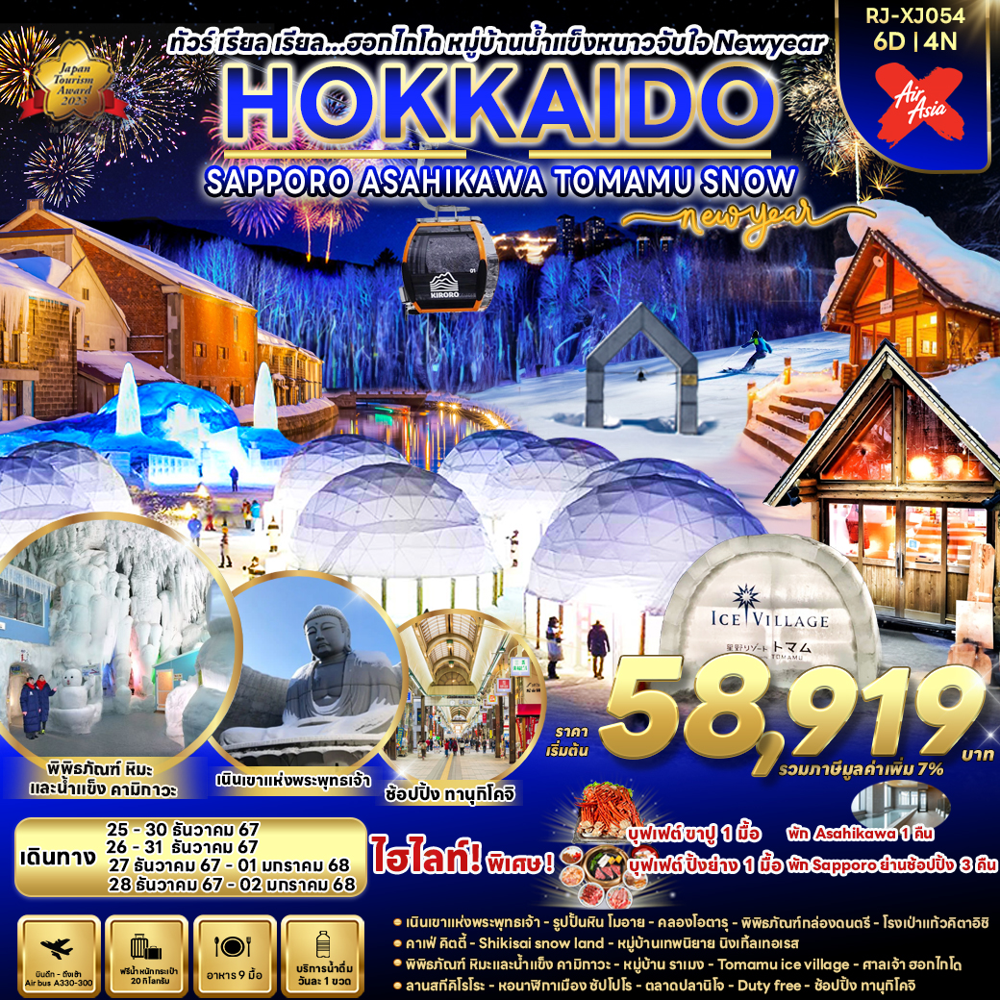 RJ-XJ054
6D | 4N
Air
Asia
Japan
Tourism
Award
2023
ทัวร์ เรียล เรียล...ฮอกไกโด หมู่บ้านน้ำแข็งหนาวจับใจ Newyear
HOKKAIDO
SAPPORO ASAHIKAWA TOMAMU SNOW
new year
01
KIRORO
ICE VILLAGE
星野リゾート トマム
TOMAMU
ราคา
เริ่มต้น
58,919
บาท
รวมภาษีมูลค่าเพิ่ม 7%
พิพิธภัณฑ์ หิมะ
และน้ำแข็ง คามิกาวะ
เนินเขาแห่งพระพุทธเจ้า
ช้อปปิ้ง ทานุกิโคจิ
เดินทาง
25 - 30 ธันวาคม 67
26 - 31 ธันวาคม 67
27 ธันวาคม 67 - 01 มกราคม 68
28 ธันวาคม 67 - 02 มกราคม 68
ไฮไลท์! พิเศษ!
บุฟเฟต์ ขาปู 1 มื้อ
พัก Asahikawa 1 คืน
บุฟเฟต์ ปิ้งย่าง 1 มื้อ
พัก Sapporo ย่านช้อปปิ้ง 3 คืน
บินดึก - ถึงเช้า
Air bus A330-300
ฟรีน้ำหนักกระเป๋า
20 กิโลกรัม
อาหาร 9 มื้อ
บริการน้ำดื่ม
วันละ 1 ขวด
• เนินเขาแห่งพระพุทธเจ้า - รูปปั้นหิน โมอาย - คลองโอตารุ - พิพิธภัณฑ์กล่องดนตรี - โรงเป่าแก้วคิตาอิชิ
• คาเฟ่ คิตตี้ - Shikisai snow land - หมู่บ้านเทพนิยาย นิงเกิ้ลเทอเรส
• พิพิธภัณฑ์ หิมะและน้ำแข็ง คามิกาวะ - หมู่บ้าน ราเมง - Tomamu ice village - ศาลเจ้า ฮอกไกโด
• ลานสกีคิโรโระ - หอนาฬิกาเมือง ซัปโปโร - ตลาดปลานิโจ - Duty free - ช้อปปิ้ง ทานุกิโคจิ